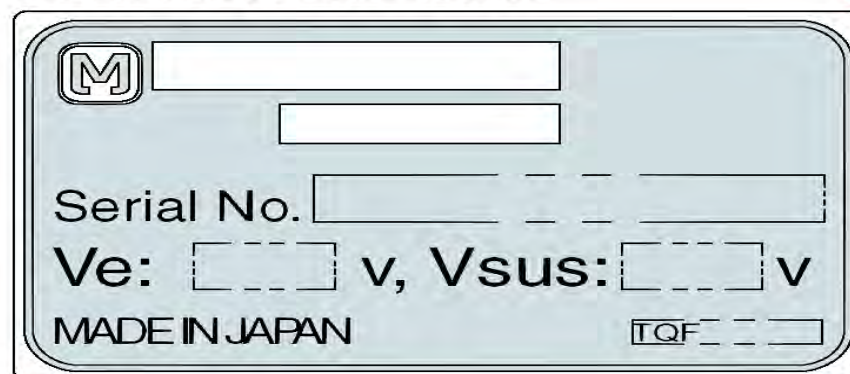 M
Serial No.
Ve: V, Vsus: V
MADE IN JAPAN
TQF